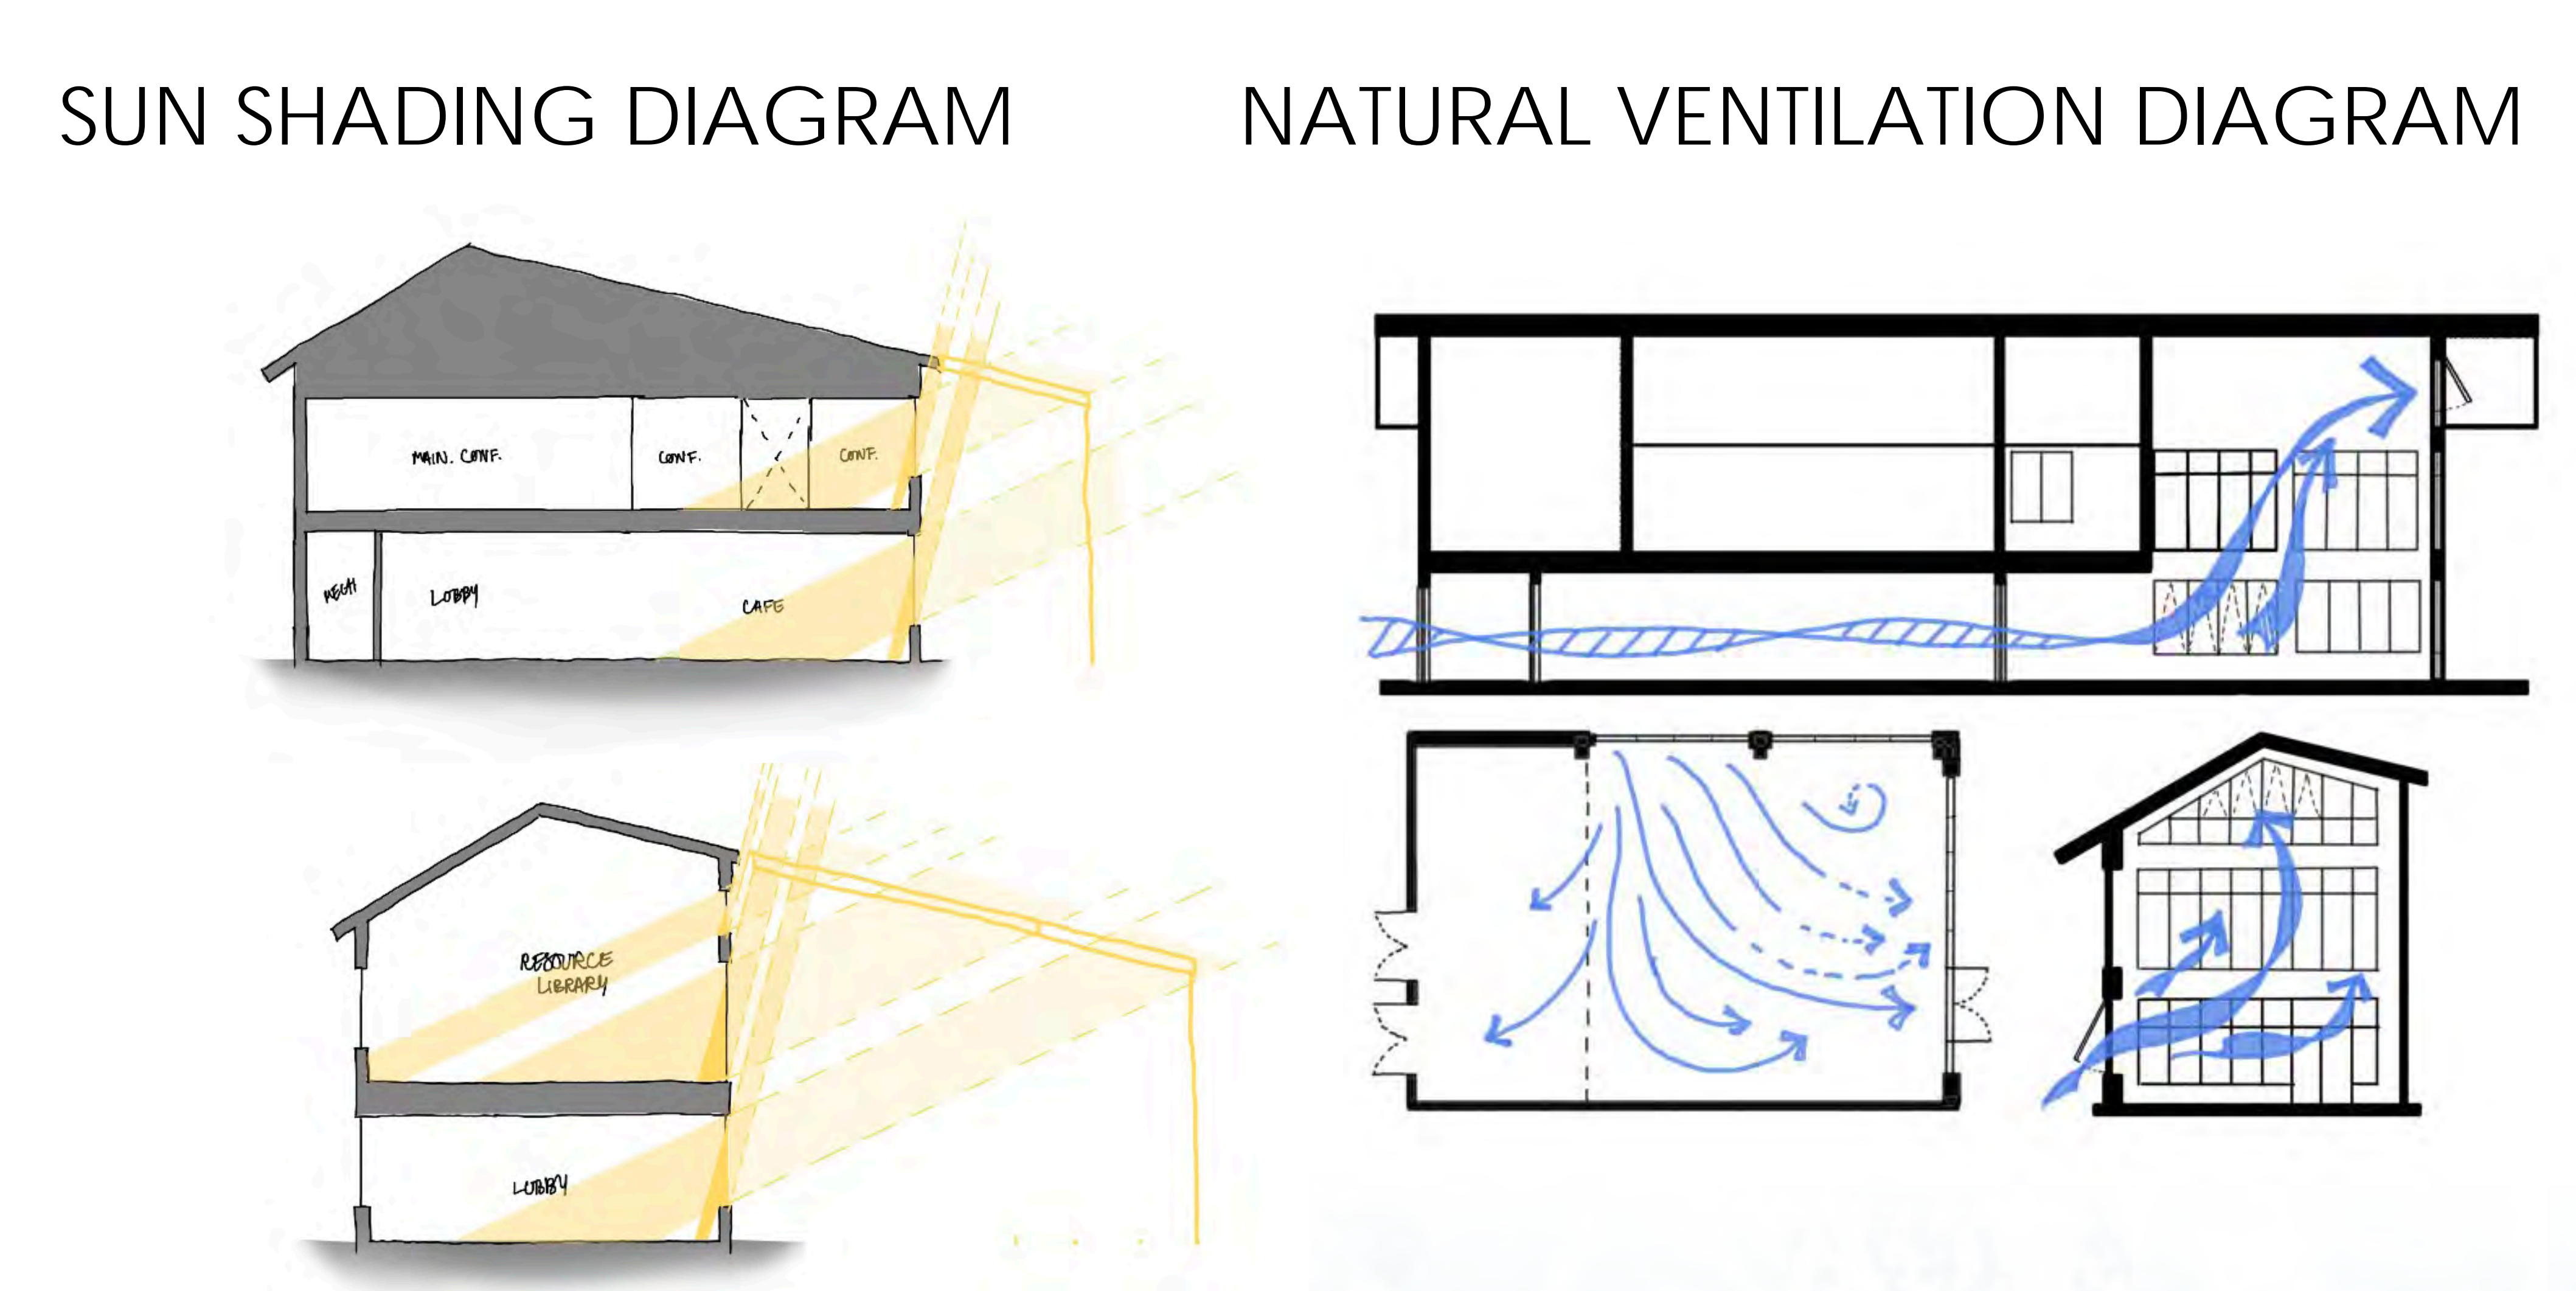 SUN SHADING DIAGRAM
NATURAL VENTILATION DIAGRAM
MAIN. CONF.
CONF.
CONF.
MECH
LOBBY
CAFE
RESOURCE
LIBRARY
LOBBY